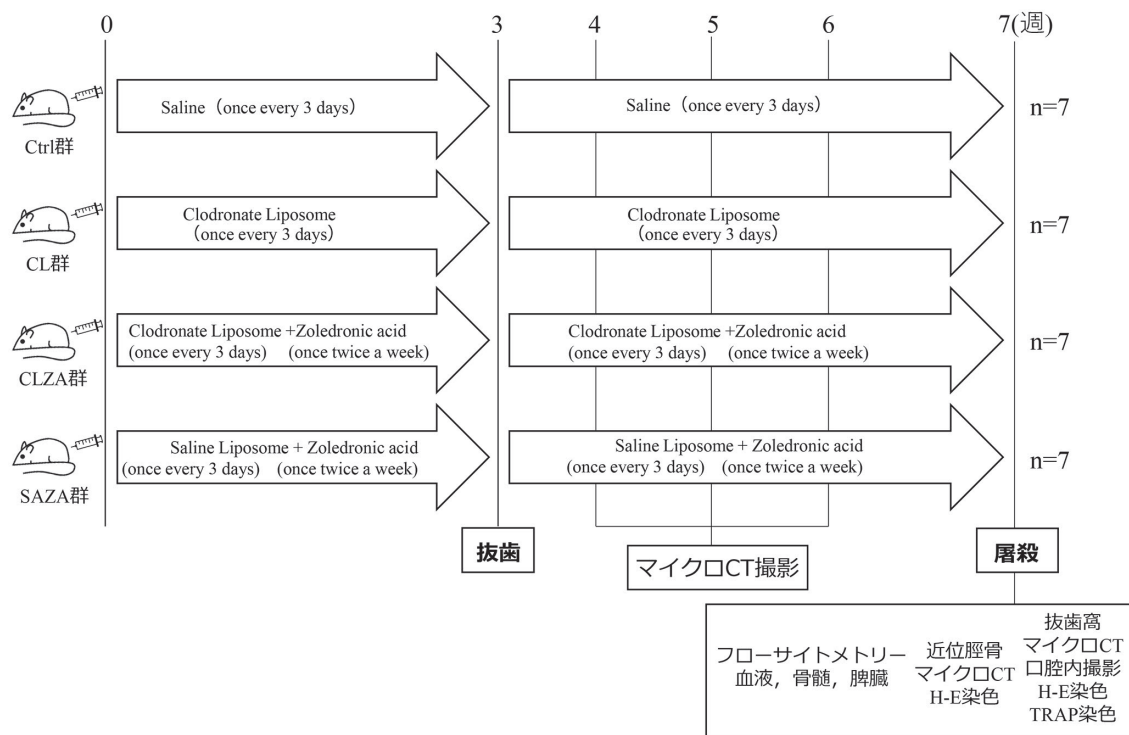 0 3 4 5 6 7(週)
Saline（once every 3 days） Saline（once every 3 days） n=7
Ctrl群
Clodronate Liposome Clodronate Liposome
（once every 3 days） （once every 3 days） n=7
CL群
Clodronate Liposome +Zoledronic acid Clodronate Liposome +Zoledronic acid
(once every 3 days) (once twice a week) (once every 3 days) (once twice a week) n=7
CLZA群
Saline Liposome + Zoledronic acid Saline Liposome + Zoledronic acid
(once every 3 days) (once twice a week) (once every 3 days) (once twice a week) n=7
SAZA群
抜歯
マイクロCT撮影
屠殺
フローサイトメトリー
血液，骨髄，脾臓
近位脛骨
マイクロCT
H-E染色
抜歯窩
マイクロCT
口腔内撮影
H-E染色
TRAP染色